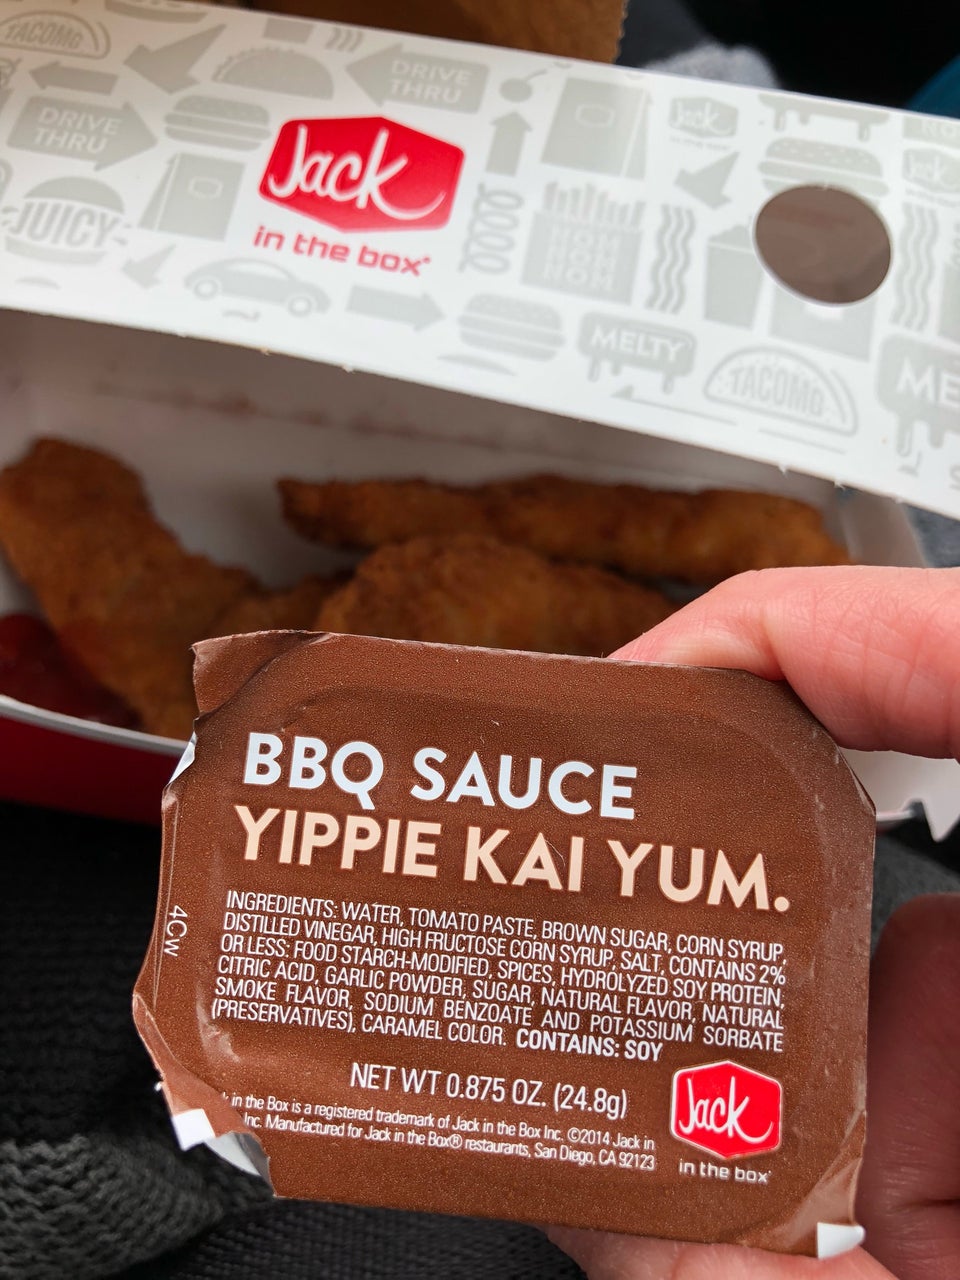 TACOMG
DRIVE
THRU
DRIVE
THRU
Jack
in the box
JUICY
Jack
NOM
NOM
NOM
MELTY
TACOMG
ME
BBQ SAUCE
YIPPIE KAI YUM.
INGREDIENTS: WATER, TOMATO PASTE, BROWN SUGAR, CORN SYRUP,
DISTILLED VINEGAR, HIGH FRUCTOSE CORN SYRUP, SALT, CONTAINS 2%
OR LESS: FOOD STARCH-MODIFIED, SPICES, HYDROLYZED SOY PROTEIN,
CITRIC ACID, GARLIC POWDER, SUGAR, NATURAL FLAVOR, NATURAL
SMOKE FLAVOR, SODIUM BENZOATE AND POTASSIUM SORBATE
(PRESERVATIVES), CARAMEL COLOR. CONTAINS: SOY
4CW
NET WT 0.875 OZ. (24.8g)
in the Box is a registered trademark of Jack in the Box Inc. ©2014 Jack in
Inc. Manufactured for Jack in the Box® restaurants, San Diego, CA 92123
Jack
in the box